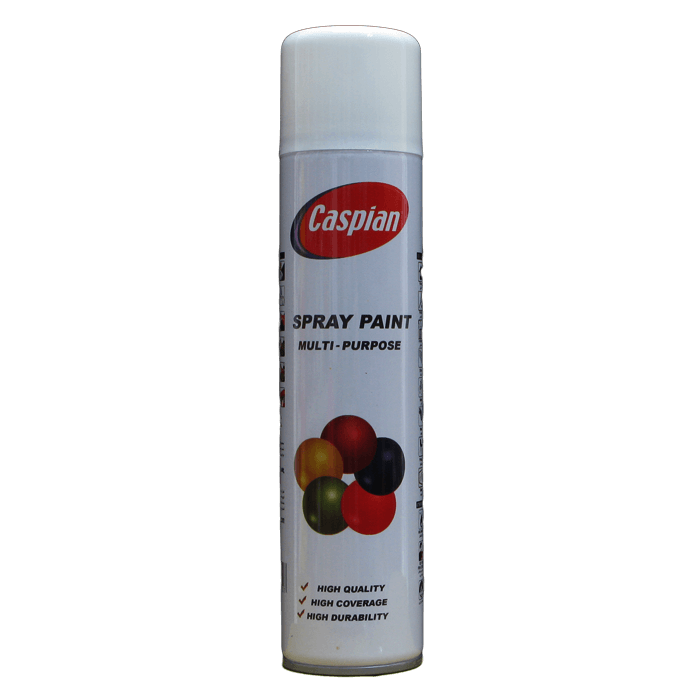 Caspian
SPRAY PAINT
MULTI-PURPOSE
HIGH QUALITY
HIGH COVERAGE
HIGH DURABILITY